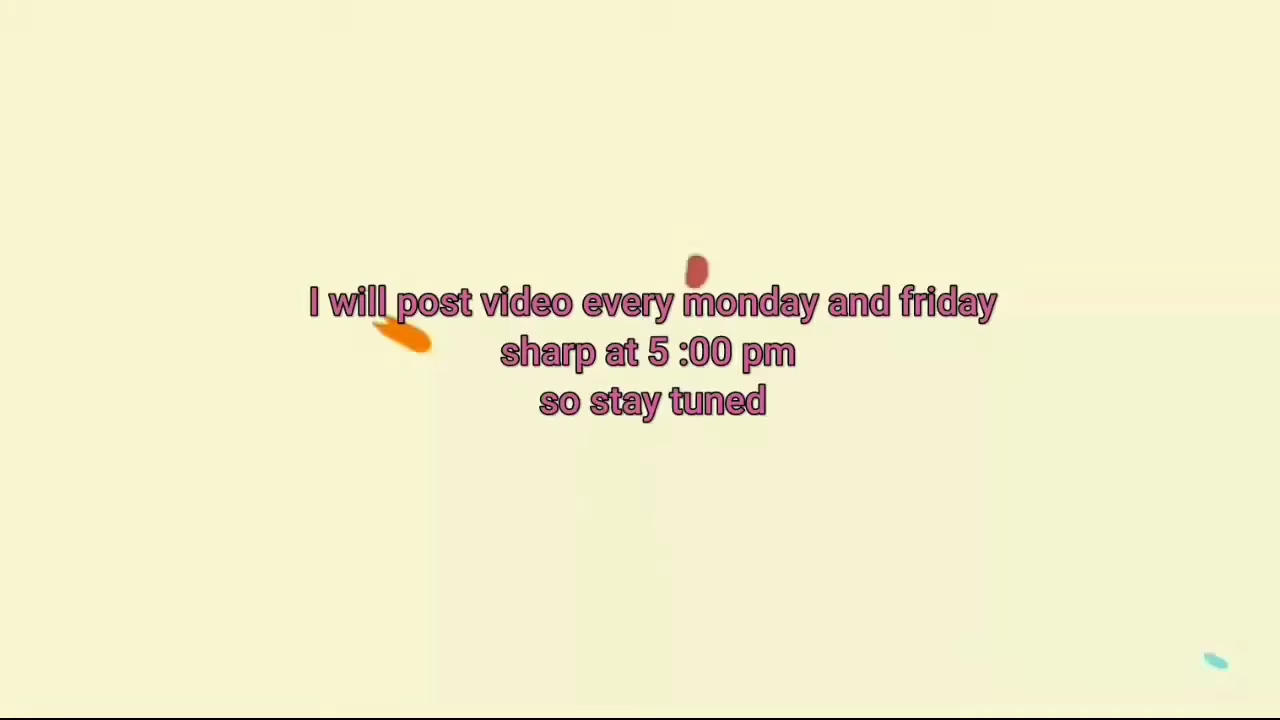 I will post video every monday and friday
sharp at 5 :00 pm
so stay tuned